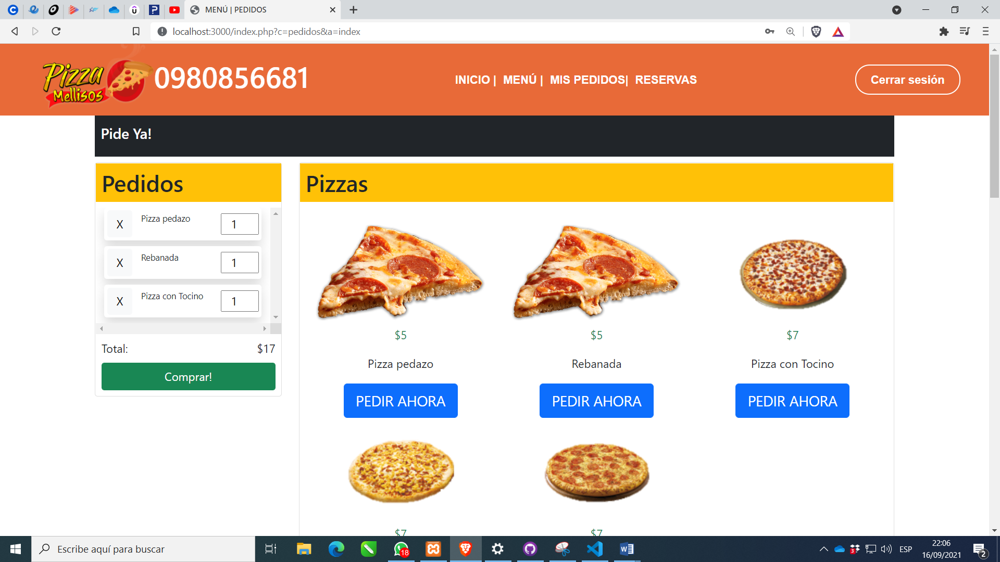 MENÚ | PEDIDOS
localhost:3000/index.php?c=pedidos&a=index
Pizza
Mellisos
0980856681
INICIO | MENÚ | MIS PEDIDOS| RESERVAS
Cerrar sesión
Pide Ya!
Pedidos
X Pizza pedazo 1
X Rebanada 1
X Pizza con Tocino 1
Total: $17
Comprar!
Pizzas
$5 $5 $7
Pizza pedazo Rebanada Pizza con Tocino
PEDIR AHORA PEDIR AHORA PEDIR AHORA
$7 $7
Escribe aquí para buscar
18
3
ESP
22:06
16/09/2021
2